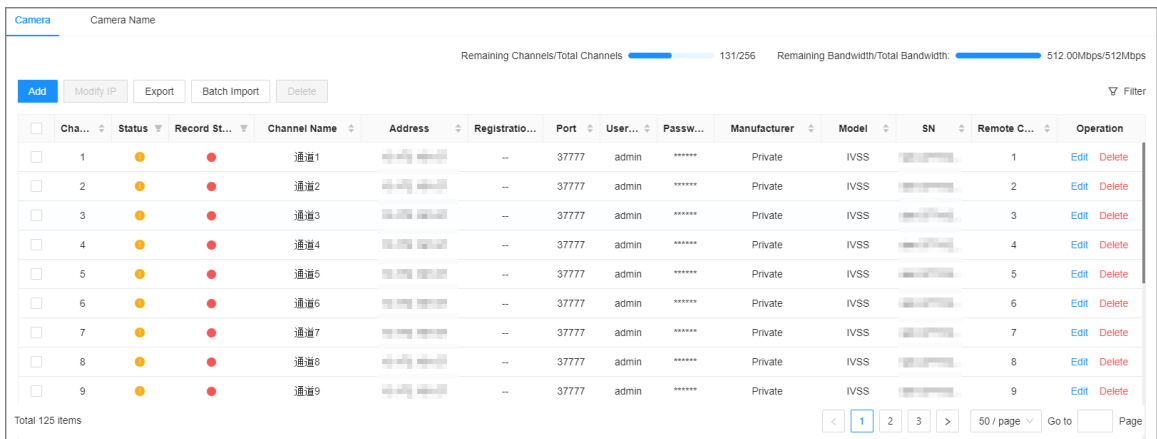 Camera Camera Name
Remaining Channels/Total Channels 131/256 Remaining Bandwidth/Total Bandwidth: 512.00Mbps/512Mbps
Add Modify IP Export Batch Import Delete Filter
Cha... Status Record St... Channel Name Address Registratio... Port User... Passw... Manufacturer Model SN Remote C... Operation
1 通道1 -- 37777 admin ****** Private IVSS 1 Edit Delete
2 通道2 -- 37777 admin ****** Private IVSS 2 Edit Delete
3 通道3 -- 37777 admin ****** Private IVSS 3 Edit Delete
4 通道4 -- 37777 admin ****** Private IVSS 4 Edit Delete
5 通道5 -- 37777 admin ****** Private IVSS 5 Edit Delete
6 通道6 -- 37777 admin ****** Private IVSS 6 Edit Delete
7 通道7 -- 37777 admin ****** Private IVSS 7 Edit Delete
8 通道8 -- 37777 admin ****** Private IVSS 8 Edit Delete
9 通道9 -- 37777 admin ****** Private IVSS 9 Edit Delete
Total 125 items < 1 2 3 > 50 / page Go to Page